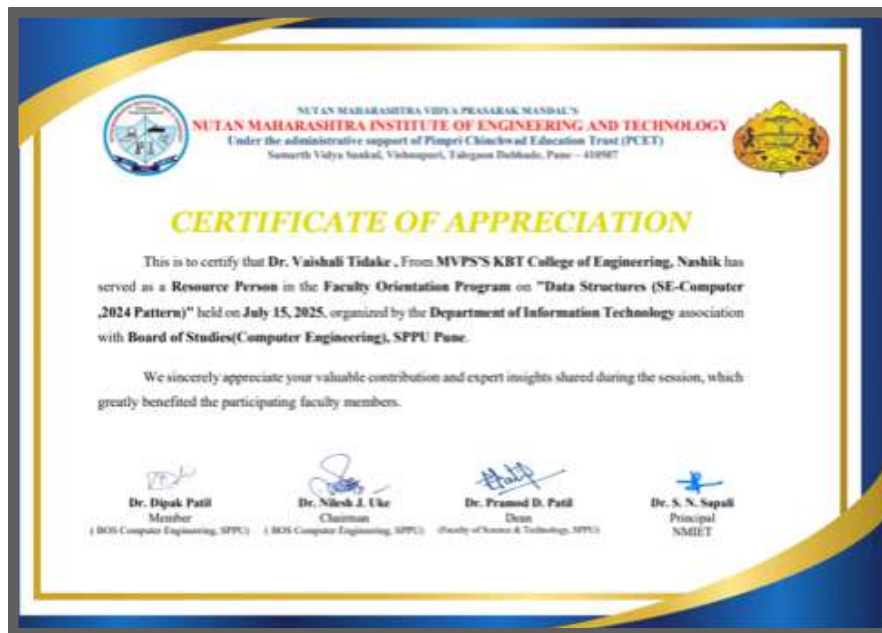 NUTAN MAHARASHTRA VIDYA PRASARAK MANDAL'S
NUTAN MAHARASHTRA INSTITUTE OF ENGINEERING AND TECHNOLOGY
Under the administrative support of Pimpri Chinchwad Education Trust (PCET)
Samarth Vidya Sankul, Vishnupuri, Talegaon Dabhade, Pune – 410507
CERTIFICATE OF APPRECIATION
This is to certify that Dr. Vaishali Tidake , From MVPS'S KBT College of Engineering, Nashik has
served as a Resource Person in the Faculty Orientation Program on "Data Structures (SE-Computer
,2024 Pattern)" held on July 15, 2025, organized by the Department of Information Technology association
with Board of Studies(Computer Engineering), SPPU Pune.
We sincerely appreciate your valuable contribution and expert insights shared during the session, which
greatly benefited the participating faculty members.
Dr. Dipak Patil
Member
( BOS Computer Engineering, SPPU)
Dr. Nilesh J. Uke
Chairman
( BOS Computer Engineering, SPPU)
Dr. Pramod D. Patil
Dean
(Faculty of Science & Technology, SPPU)
Dr. S. N. Sapali
Principal
NMIET